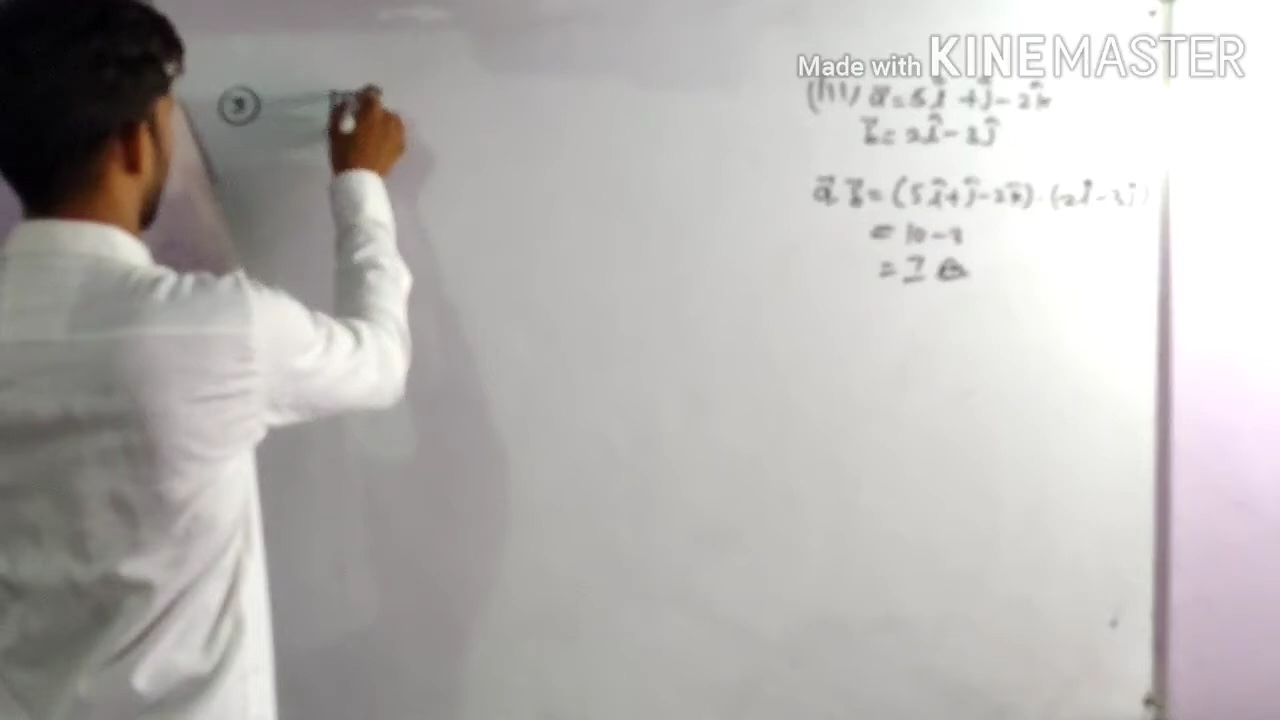 Made with KINEMASTER
(III) a⃗ = 5î + ĵ - 2k̂
b⃗ = 2î - 3ĵ
a⃗ . b⃗ = (5î + ĵ - 2k̂) . (2î - 3ĵ)
= 10 - 3
= 7